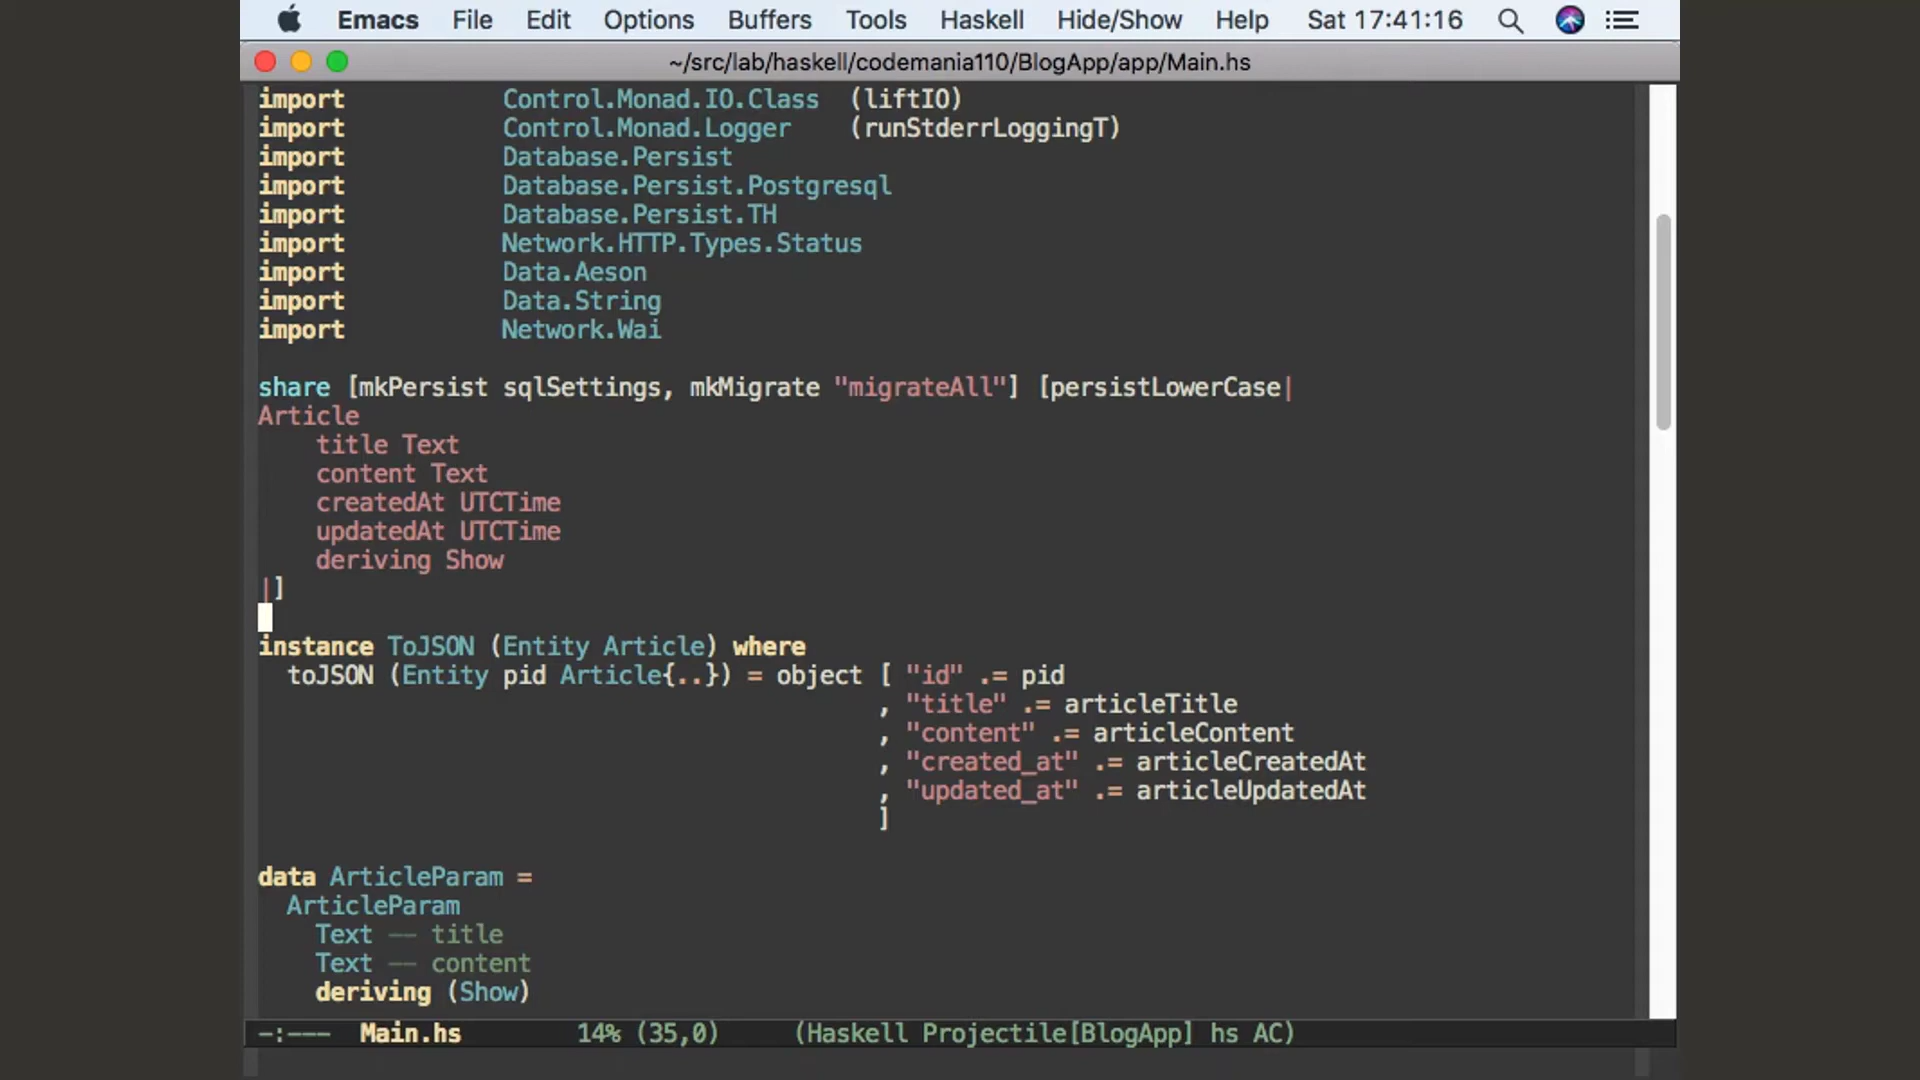 Emacs File Edit Options Buffers Tools Haskell Hide/Show Help Sat 17:41:16
~/src/lab/haskell/codemania110/BlogApp/app/Main.hs
import           Control.Monad.IO.Class  (liftIO)
import           Control.Monad.Logger    (runStderrLoggingT)
import           Database.Persist
import           Database.Persist.Postgresql
import           Database.Persist.TH
import           Network.HTTP.Types.Status
import           Data.Aeson
import           Data.String
import           Network.Wai
share [mkPersist sqlSettings, mkMigrate "migrateAll"] [persistLowerCase|
Article
    title Text
    content Text
    createdAt UTCTime
    updatedAt UTCTime
    deriving Show
|]
instance ToJSON (Entity Article) where
  toJSON (Entity pid Article{..}) = object [ "id" .= pid
                                           , "title" .= articleTitle
                                           , "content" .= articleContent
                                           , "created_at" .= articleCreatedAt
                                           , "updated_at" .= articleUpdatedAt
                                           ]
data ArticleParam =
  ArticleParam
    Text -- title
    Text -- content
    deriving (Show)
-:---  Main.hs        14% (35,0)     (Haskell Projectile[BlogApp] hs AC)